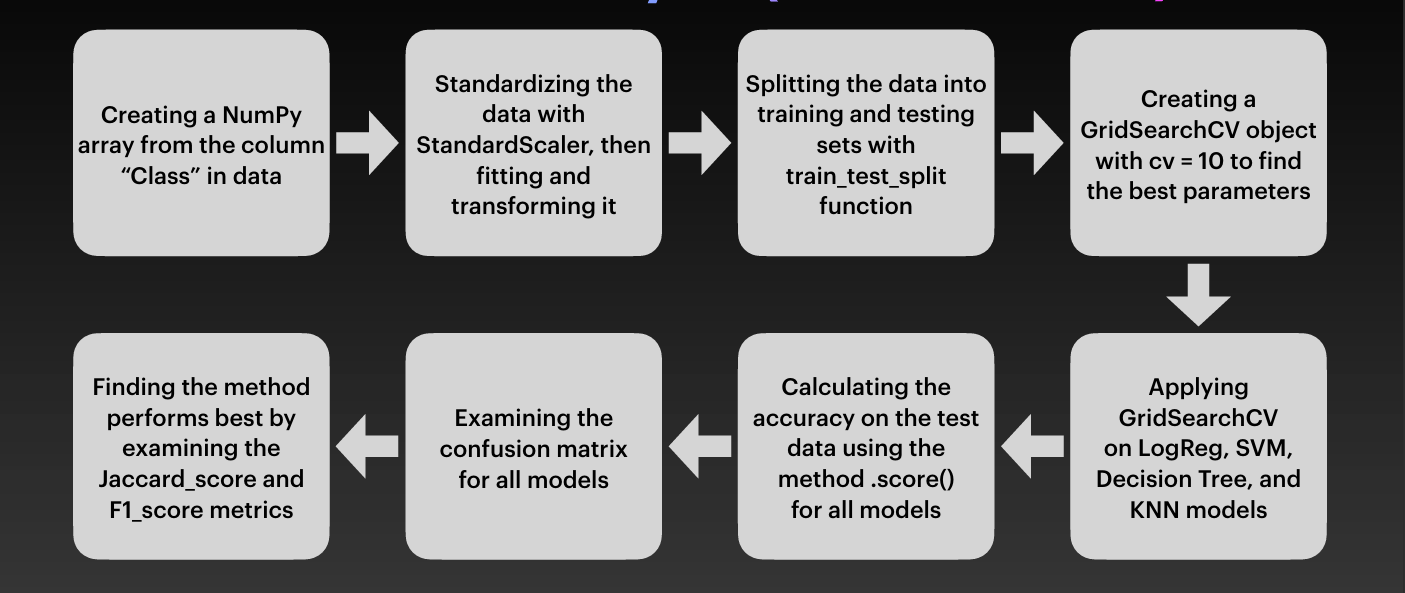 Creating a NumPy
array from the column
“Class” in data
Standardizing the
data with
StandardScaler, then
fitting and
transforming it
Splitting the data into
training and testing
sets with
train_test_split
function
Creating a
GridSearchCV object
with cv = 10 to find
the best parameters
Applying
GridSearchCV
on LogReg, SVM,
Decision Tree, and
KNN models
Calculating the
accuracy on the test
data using the
method .score()
for all models
Examining the
confusion matrix
for all models
Finding the method
performs best by
examining the
Jaccard_score and
F1_score metrics